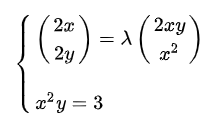 { (2x) = λ (2xy)
(2y) (x²)
x²y = 3